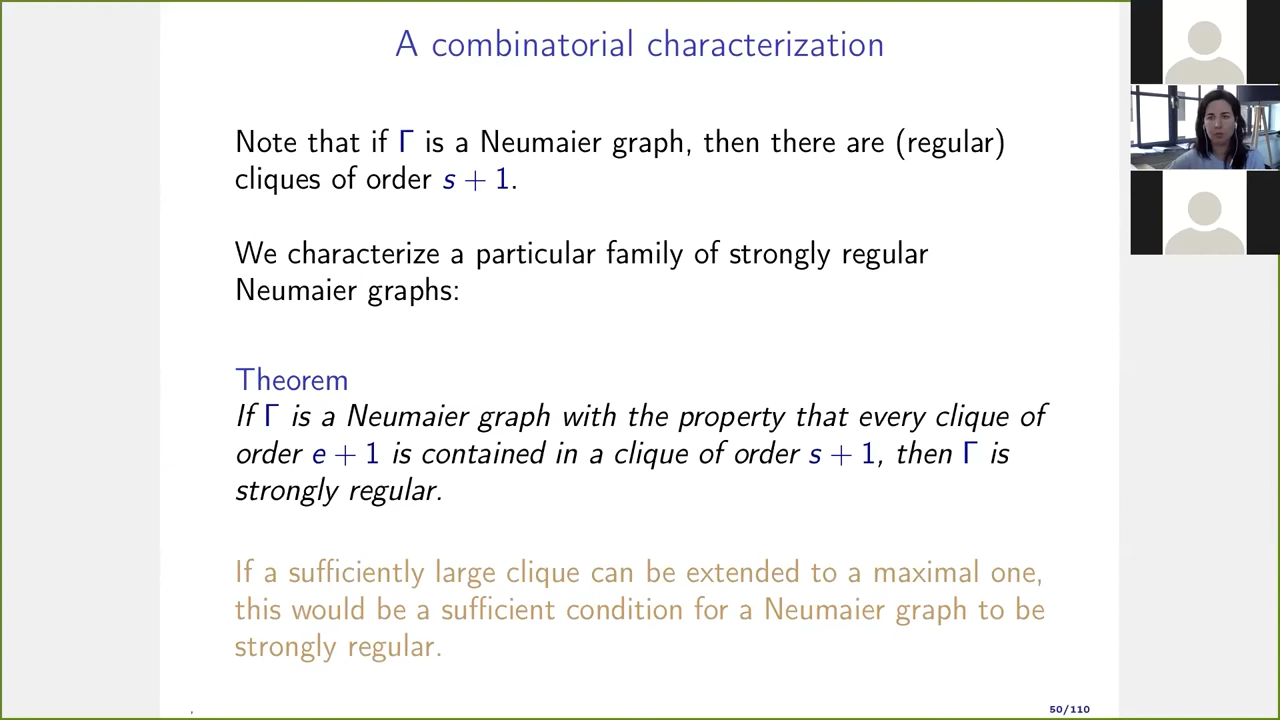 A combinatorial characterization
Note that if Γ is a Neumaier graph, then there are (regular)
cliques of order s + 1.
We characterize a particular family of strongly regular
Neumaier graphs:
Theorem
If Γ is a Neumaier graph with the property that every clique of
order e + 1 is contained in a clique of order s + 1, then Γ is
strongly regular.
If a sufficiently large clique can be extended to a maximal one,
this would be a sufficient condition for a Neumaier graph to be
strongly regular.
,
50/110